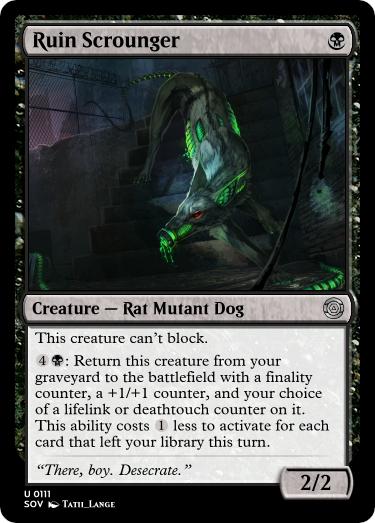 Ruin Scrounger
Creature — Rat Mutant Dog
This creature can't block.
4 : Return this creature from your
graveyard to the battlefield with a finality
counter, a +1/+1 counter, and your choice
of a lifelink or deathtouch counter on it.
This ability costs 1 less to activate for each
card that left your library this turn.
“There, boy. Desecrate.”
2/2
U 0111
SOV Tatii_Lange